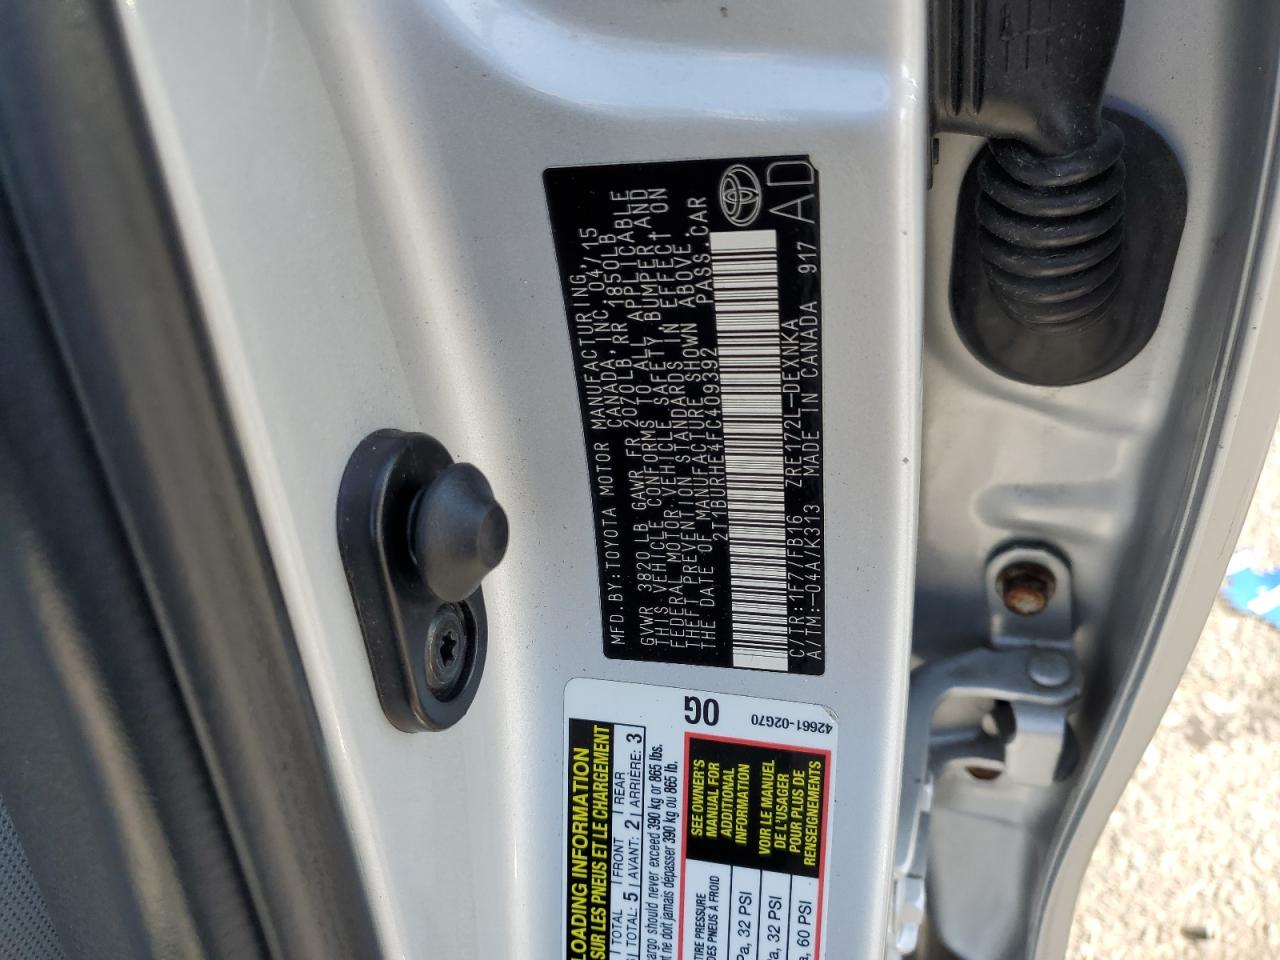 MFD.BY:TOYOTA MOTOR MANUFACTURING,
CANADA,INC. 04/15
GVWR 3820 LB GAWR FR 2070LB,RR 1850LB
THIS VEHICLE CONFORMS TO ALL APPLICABLE
FEDERAL MOTOR VEHICLE SAFETY, BUMPER, AND
THEFT PREVENTION STANDARDS IN EFFECT ON
THE DATE OF MANUFACTURE SHOWN ABOVE.
2T1BURHE4FC409392 PASS.CAR
C/TR: 1F7/FB16 ZRE172L-DEXNKA
A/TM:-04A/K313 MADE IN CANADA 917
AD
LOADING INFORMATION
SUR LES PNEUS ET LE CHARGEMENT
TOTAL FRONT REAR
TOTAL: 5 AVANT: 2 ARRIÈRE: 3
cargo should never exceed 390 kg or 865 lbs.
ne doit jamais dépasser 390 kg ou 865 lb.
OG
42661-02G70
TIRE PRESSURE
DES PNEUS À FROID
32 PSI
32 PSI
60 PSI
SEE OWNER'S
MANUAL FOR
ADDITIONAL
INFORMATION
VOIR LE MANUEL
DE L'USAGER
POUR PLUS DE
RENSEIGNEMENTS